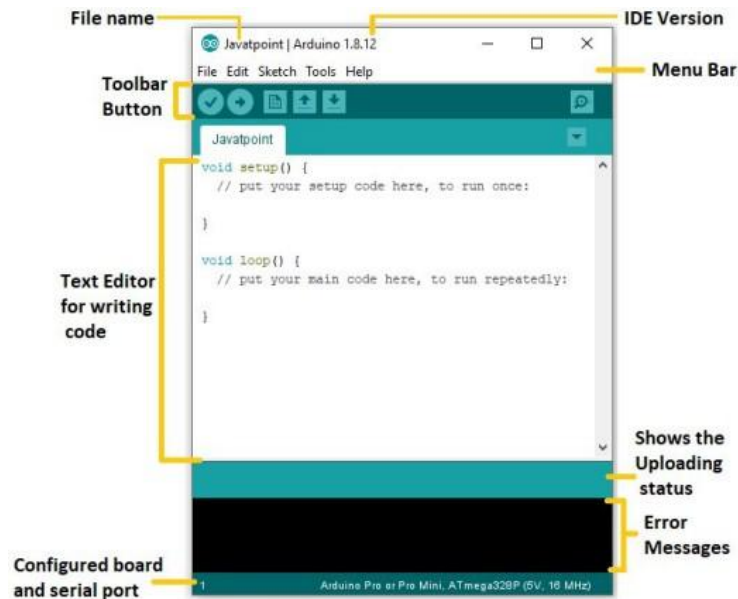 File name
IDE Version
Javatpoint | Arduino 1.8.12
File Edit Sketch Tools Help
Menu Bar
Toolbar
Button
Javatpoint
void setup() {
// put your setup code here, to run once:
}
void loop() {
// put your main code here, to run repeatedly:
}
Text Editor
for writing
code
Shows the
Uploading
status
Error
Messages
Configured board
and serial port
1
Arduino Pro or Pro Mini, ATmega328P (5V, 16 MHz)